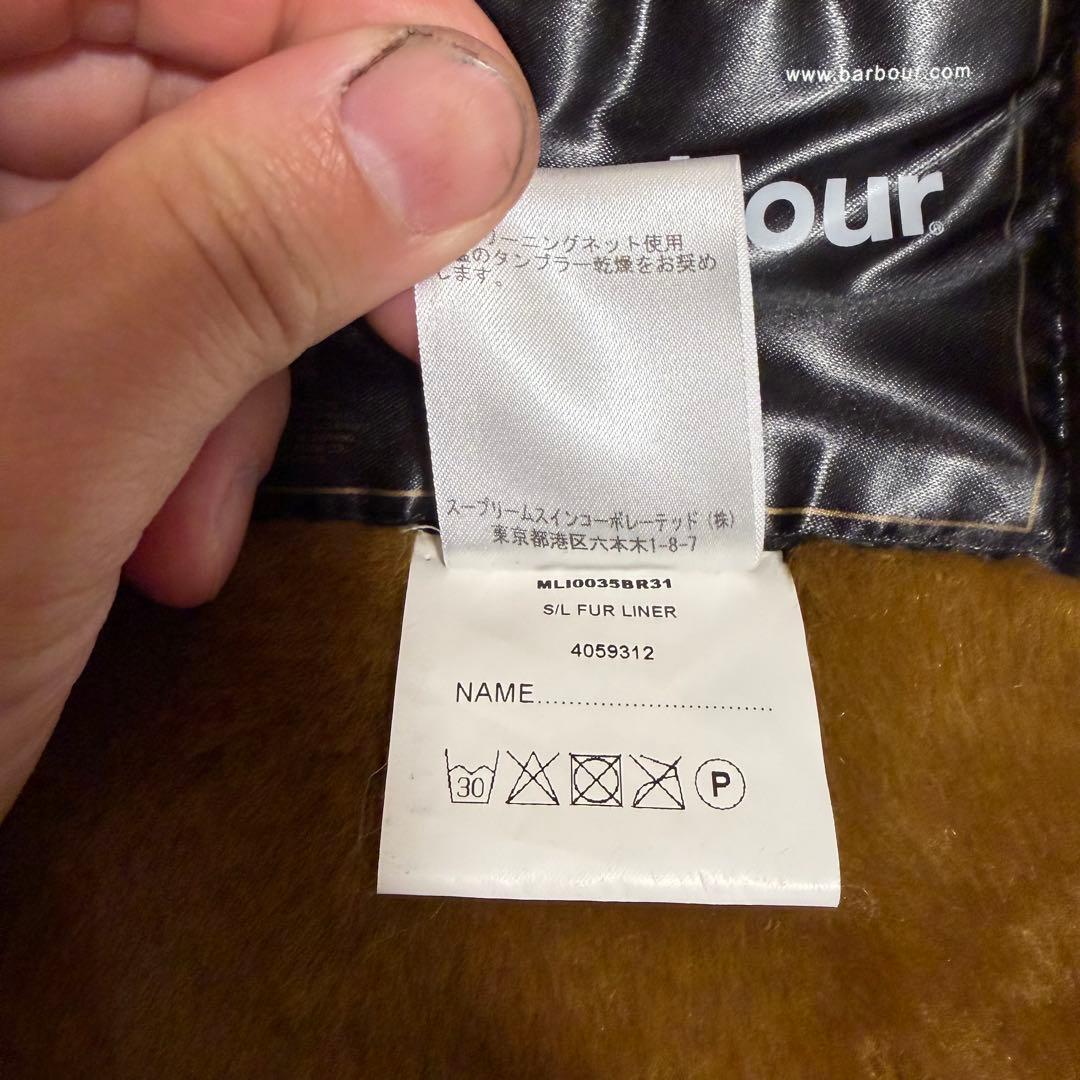 www.barbour.com
our®
リーニングネット使用
のタンブラー乾燥をお奨め
します。
スープリームスインコーポレーテッド(株)
東京都港区六本木1-8-7
MLI0035BR31
S/L FUR LINER
4059312
NAME..............................
30
P